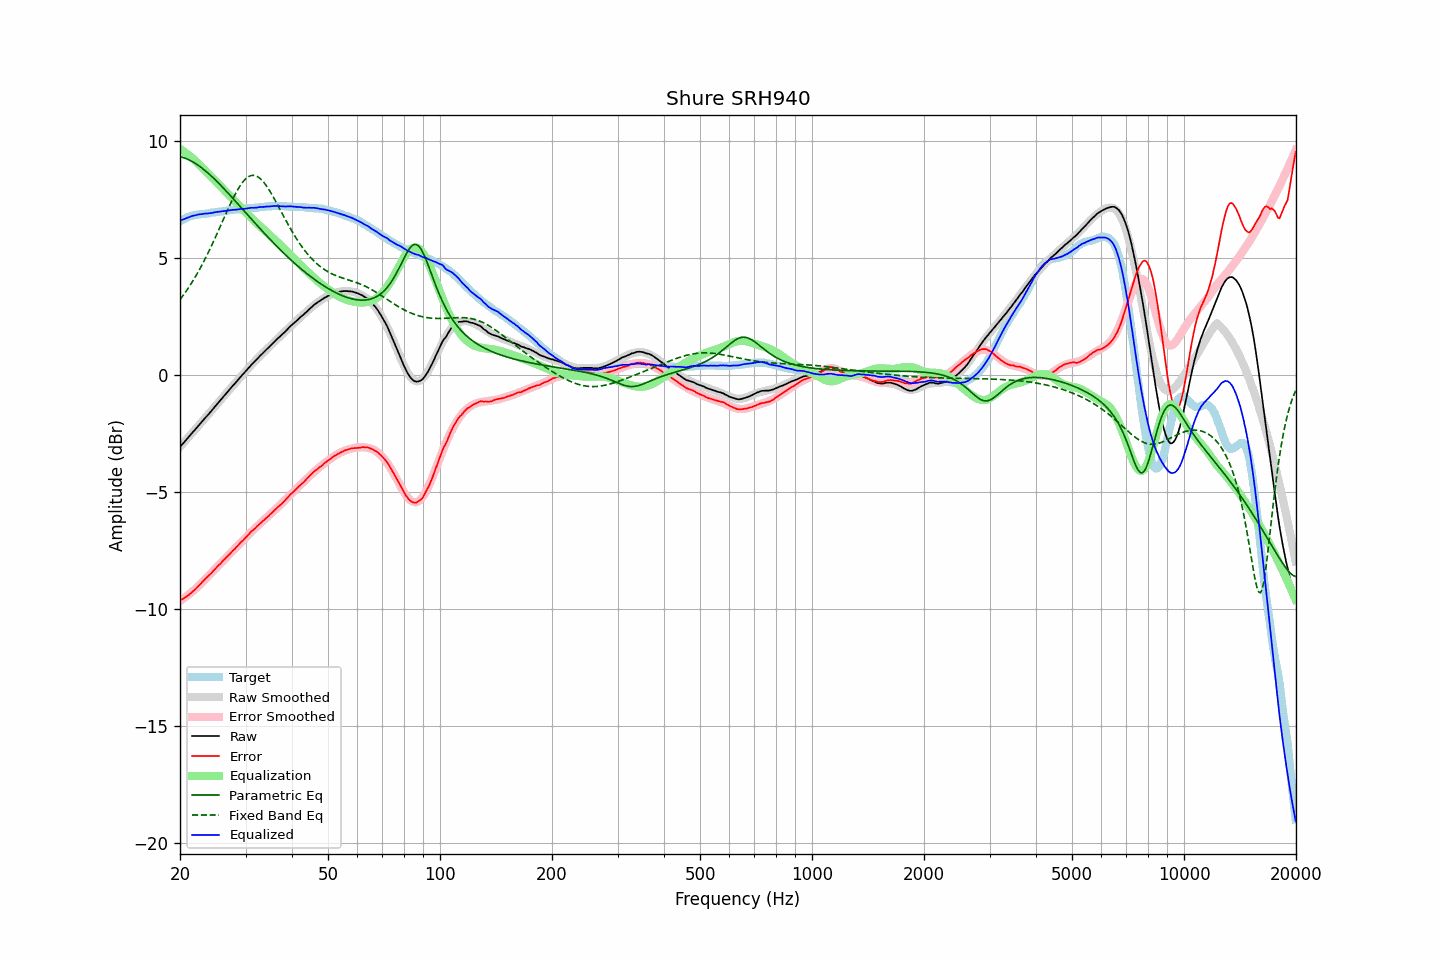 Shure SRH940
Amplitude (dBr)
10
5
0
−5
−10
−15
−20
Target
Raw Smoothed
Error Smoothed
Raw
Error
Equalization
Parametric Eq
Fixed Band Eq
Equalized
20 50 100 200 500 1000 2000 5000 10000 20000
Frequency (Hz)